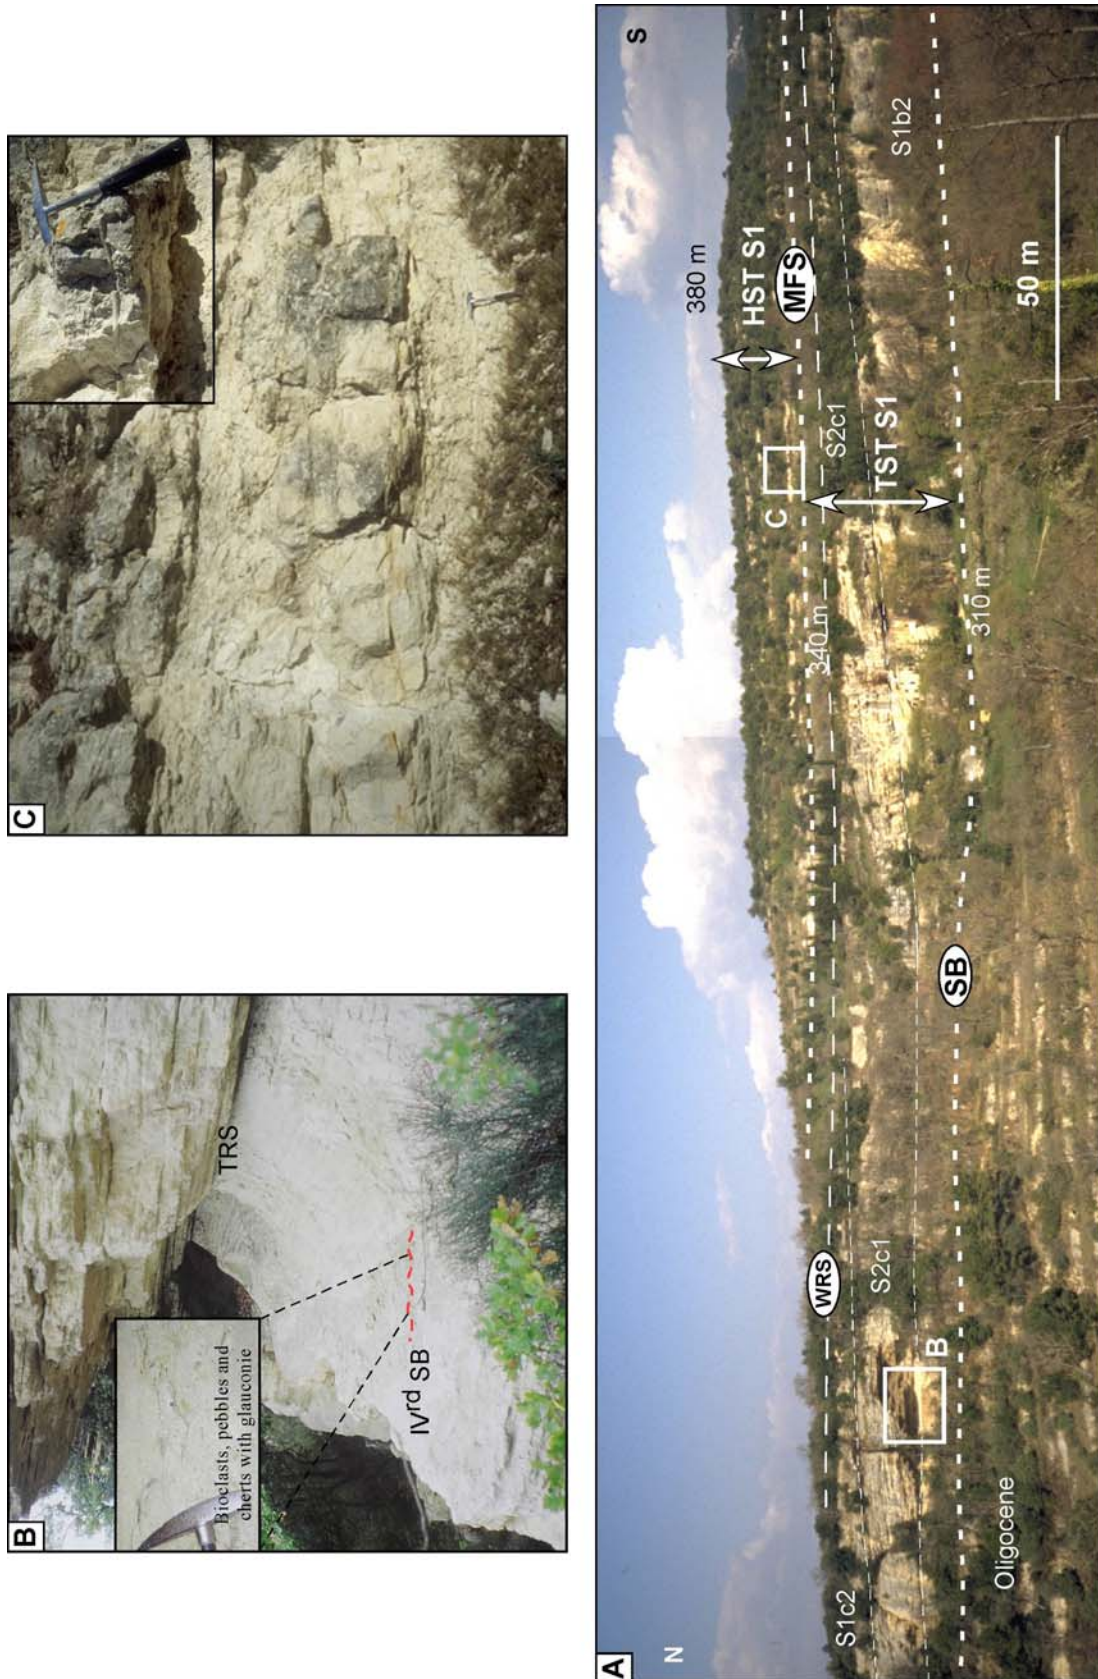 B
TRS
Bioclasts, pebbles and
cherts with glauconie
IVrd SB
C
A
N
S
380 m
HST S1
MFS
C
WRS
S1c2
S2c1
340 m
S2c1
TST S1
S1b2
B
SB
310 m
Oligocene
50 m